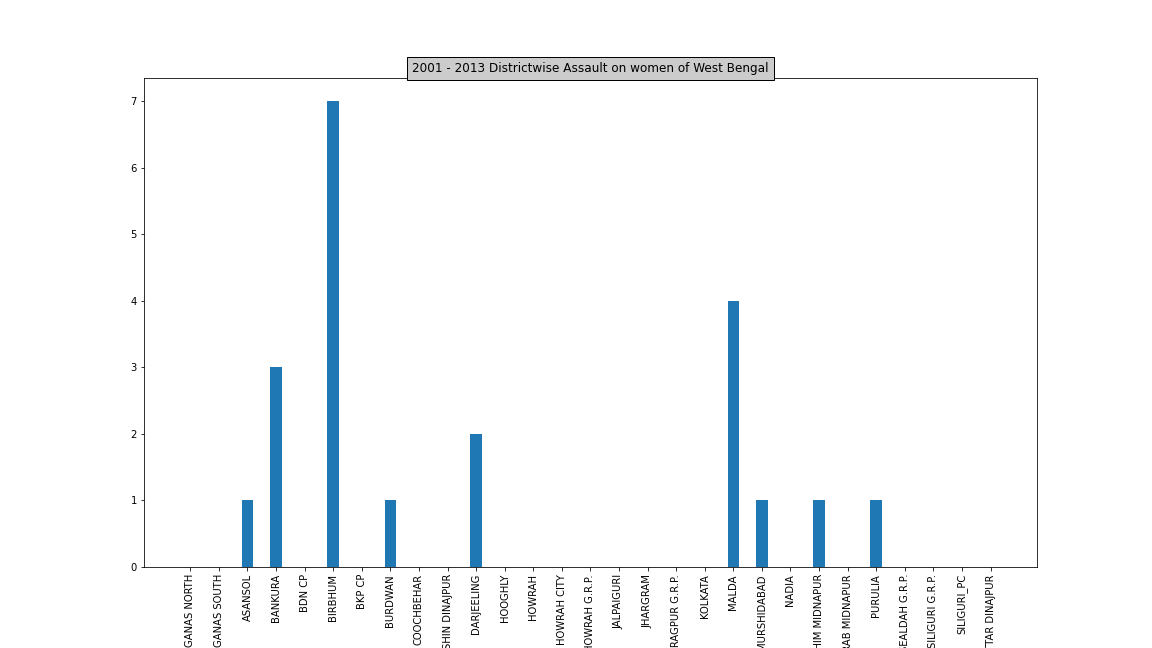 2001 - 2013 Districtwise Assault on women of West Bengal
7
6
5
4
3
2
1
0
GANAS NORTH
GANAS SOUTH
ASANSOL
BANKURA
BDN CP
BIRBHUM
BKP CP
BURDWAN
COOCHBEHAR
SHIN DINAJPUR
DARJEELING
HOOGHLY
HOWRAH
HOWRAH CITY
HOWRAH G.R.P.
JALPAIGURI
JHARGRAM
RAGPUR G.R.P.
KOLKATA
MALDA
MURSHIDABAD
NADIA
HIM MIDNAPUR
RAB MIDNAPUR
PURULIA
SEALDAH G.R.P.
SILIGURI G.R.P.
SILIGURI_PC
TAR DINAJPUR